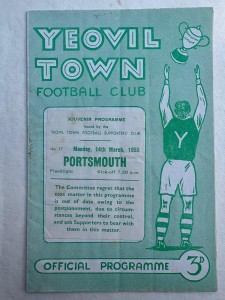 YEOVIL
TOWN
FOOTBALL CLUB
SOUVENIR PROGRAMME
Issued by the
YEOVIL TOWN FOOTBALL SUPPORTERS' CLUB
No. 17 Monday, 14th March, 1955
PORTSMOUTH
Floodlight Kick-off 7.30 p.m.
The Committee regret that the
case matter in this programme
is out of date owing to the
postponement, due to circum-
stances beyond their control,
and ask Supporters to bear with
them in this matter.
Y
OFFICIAL PROGRAMME 3D